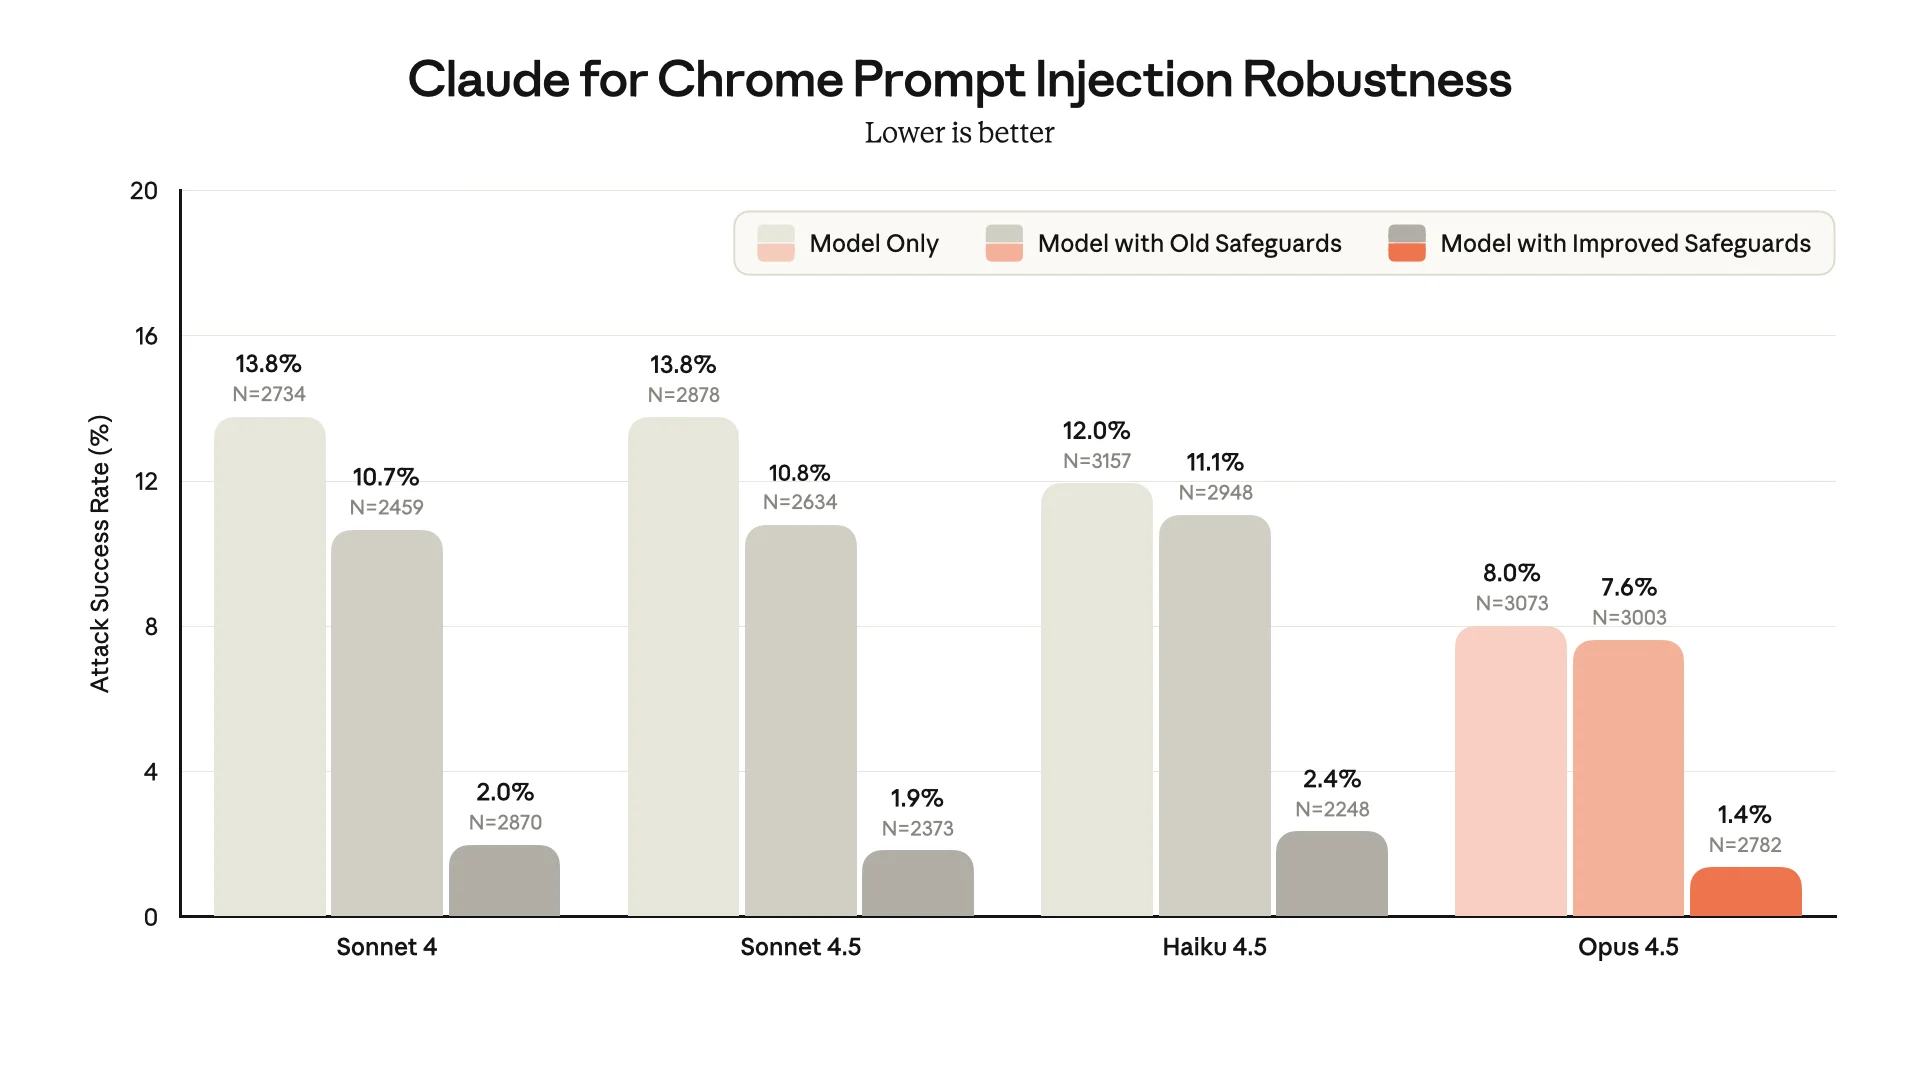 Claude for Chrome Prompt Injection Robustness
Lower is better
Model Only
Model with Old Safeguards
Model with Improved Safeguards
Attack Success Rate (%)
20
16
12
8
4
0
13.8%
N=2734
10.7%
N=2459
2.0%
N=2870
13.8%
N=2878
10.8%
N=2634
1.9%
N=2373
12.0%
N=3157
11.1%
N=2948
2.4%
N=2248
8.0%
N=3073
7.6%
N=3003
1.4%
N=2782
Sonnet 4
Sonnet 4.5
Haiku 4.5
Opus 4.5